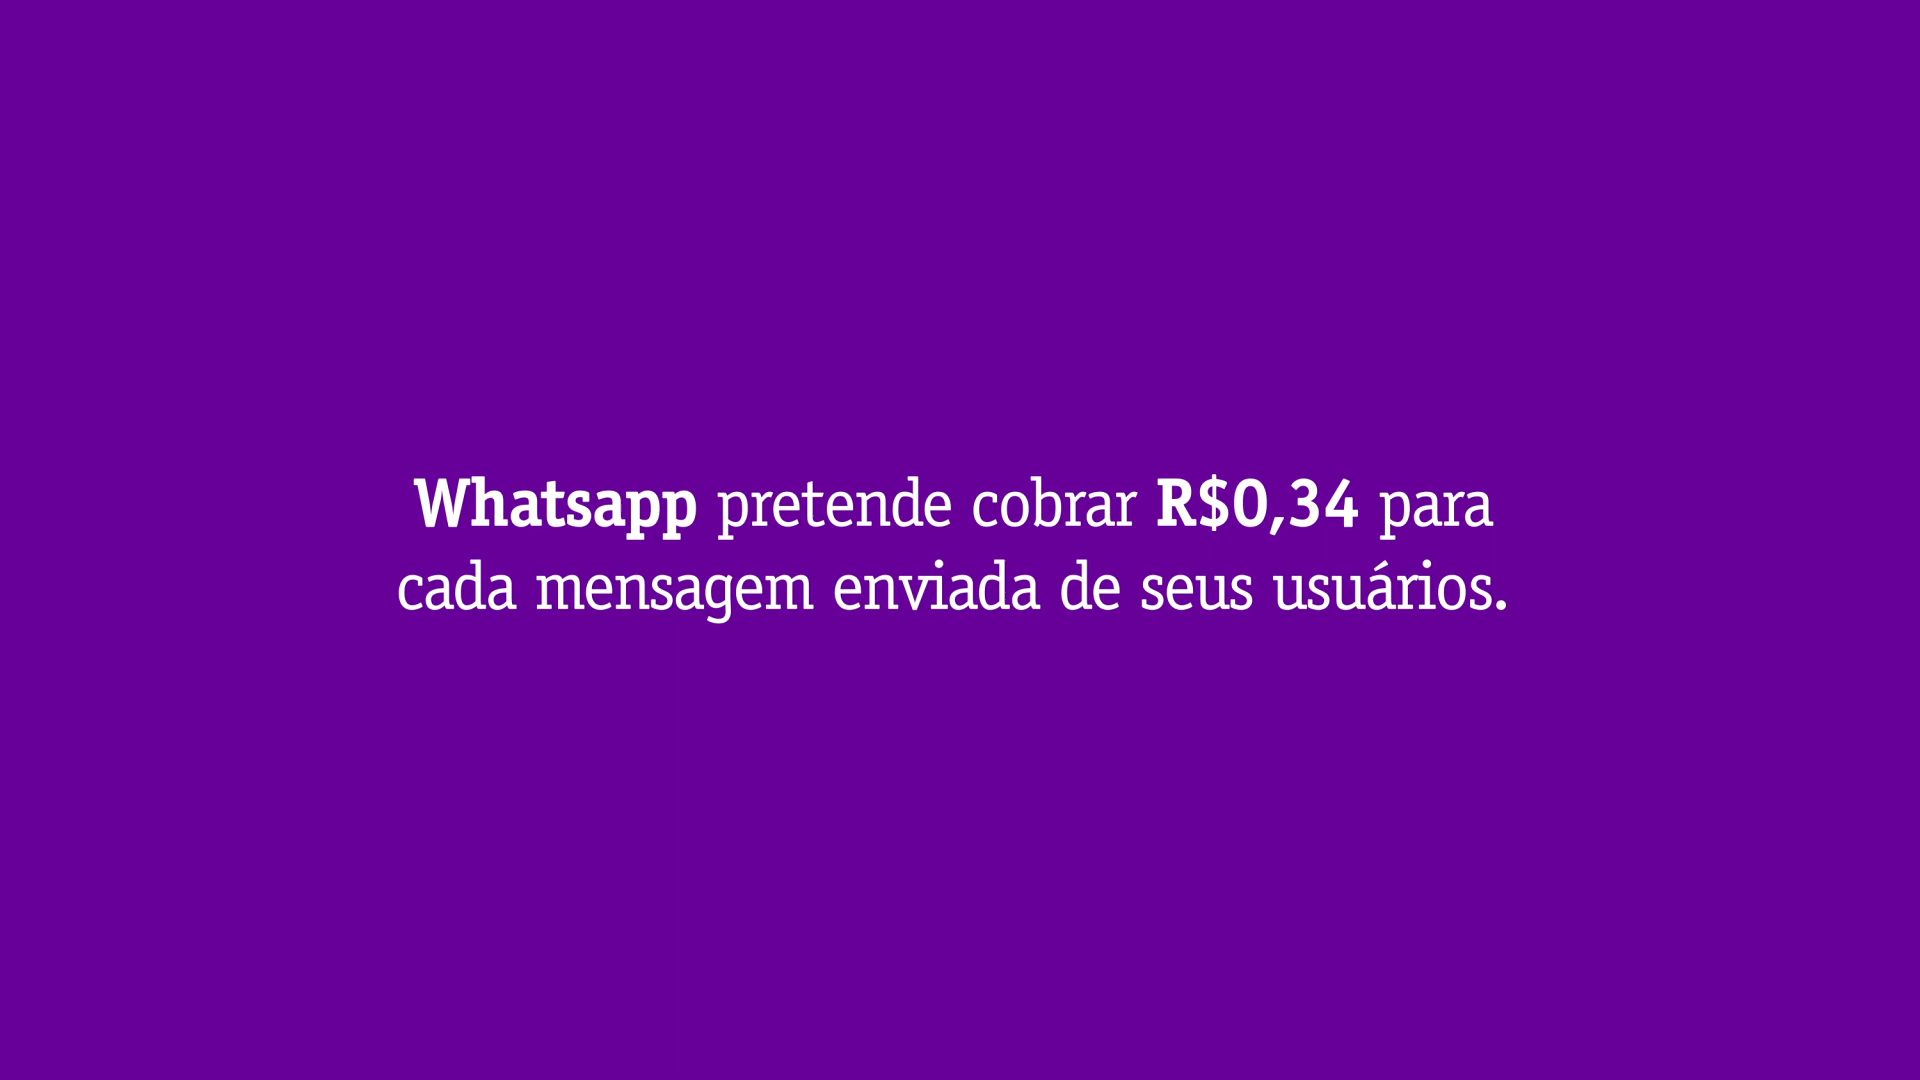 Whatsapp pretende cobrar R$0,34 para
cada mensagem enviada de seus usuários.